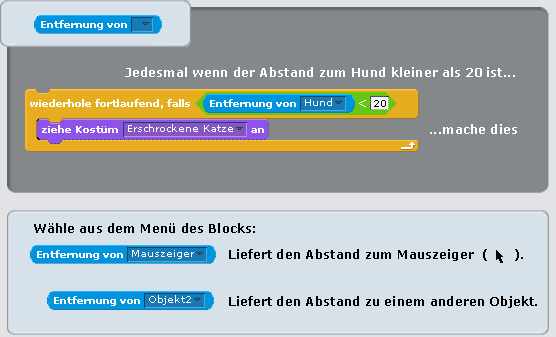 Entfernung von
Jedesmal wenn der Abstand zum Hund kleiner als 20 ist...
wiederhole fortlaufend, falls Entfernung von Hund < 20
ziehe Kostüm Erschrockene Katze an ...mache dies
Wähle aus dem Menü des Blocks:
Entfernung von Mauszeiger Liefert den Abstand zum Mauszeiger ( ).
Entfernung von Objekt2 Liefert den Abstand zu einem anderen Objekt.